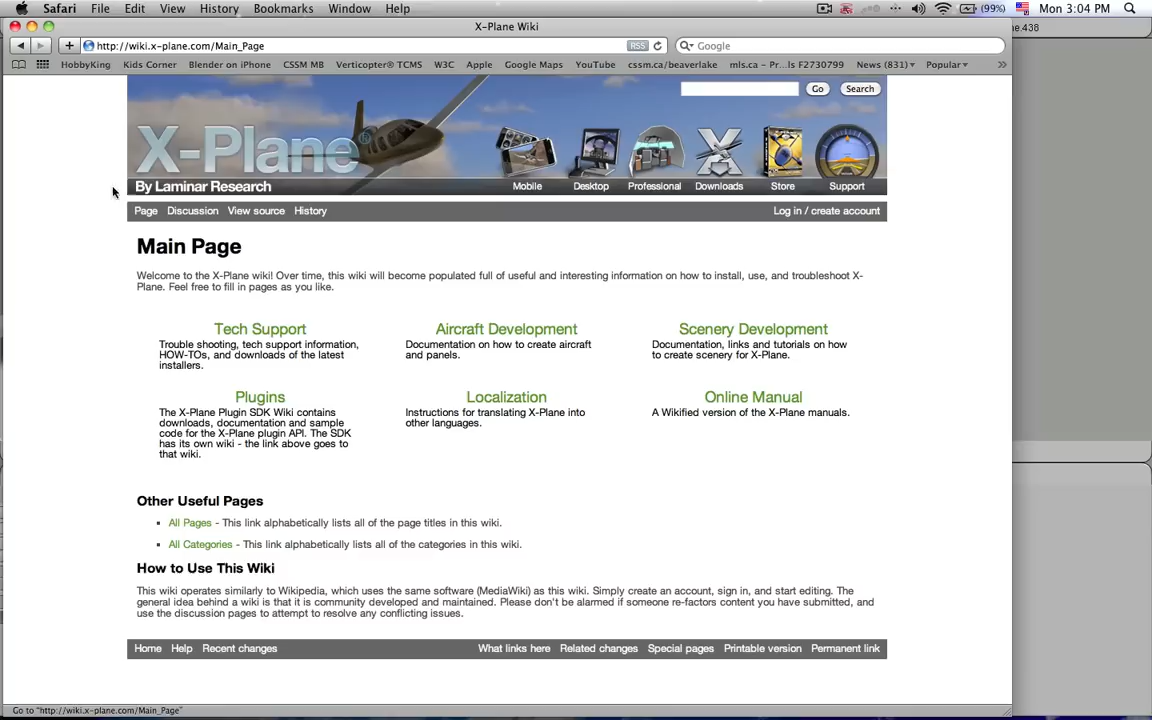 Safari File Edit View History Bookmarks Window Help (99%) Mon 3:04 PM
X-Plane Wiki
http://wiki.x-plane.com/Main_Page RSS Google
HobbyKing Kids Corner Blender on iPhone CSSM MB Verticopter® TCMS W3C Apple Google Maps YouTube cssm.ca/beaverlake mls.ca - Pr...ls F2730799 News (831) Popular
Go Search
X-Plane
Mobile Desktop Professional Downloads Store Support
By Laminar Research
Page Discussion View source History Log in / create account
Main Page
Welcome to the X-Plane wiki! Over time, this wiki will become populated full of useful and interesting information on how to install, use, and troubleshoot X-
Plane. Feel free to fill in pages as you like.
Tech Support
Trouble shooting, tech support information,
HOW-TOs, and downloads of the latest
installers.
Aircraft Development
Documentation on how to create aircraft
and panels.
Scenery Development
Documentation, links and tutorials on how
to create scenery for X-Plane.
Plugins
The X-Plane Plugin SDK Wiki contains
downloads, documentation and sample
code for the X-Plane plugin API. The SDK
has its own wiki - the link above goes to
that wiki.
Localization
Instructions for translating X-Plane into
other languages.
Online Manual
A Wikified version of the X-Plane manuals.
Other Useful Pages
All Pages - This link alphabetically lists all of the page titles in this wiki.
All Categories - This link alphabetically lists all of the categories in this wiki.
How to Use This Wiki
This wiki operates similarly to Wikipedia, which uses the same software (MediaWiki) as this wiki. Simply create an account, sign in, and start editing. The
general idea behind a wiki is that it is community developed and maintained. Please don't be alarmed if someone re-factors content you have submitted, and
use the discussion pages to attempt to resolve any conflicting issues.
Home Help Recent changes What links here Related changes Special pages Printable version Permanent link
Go to "http://wiki.x-plane.com/Main_Page"